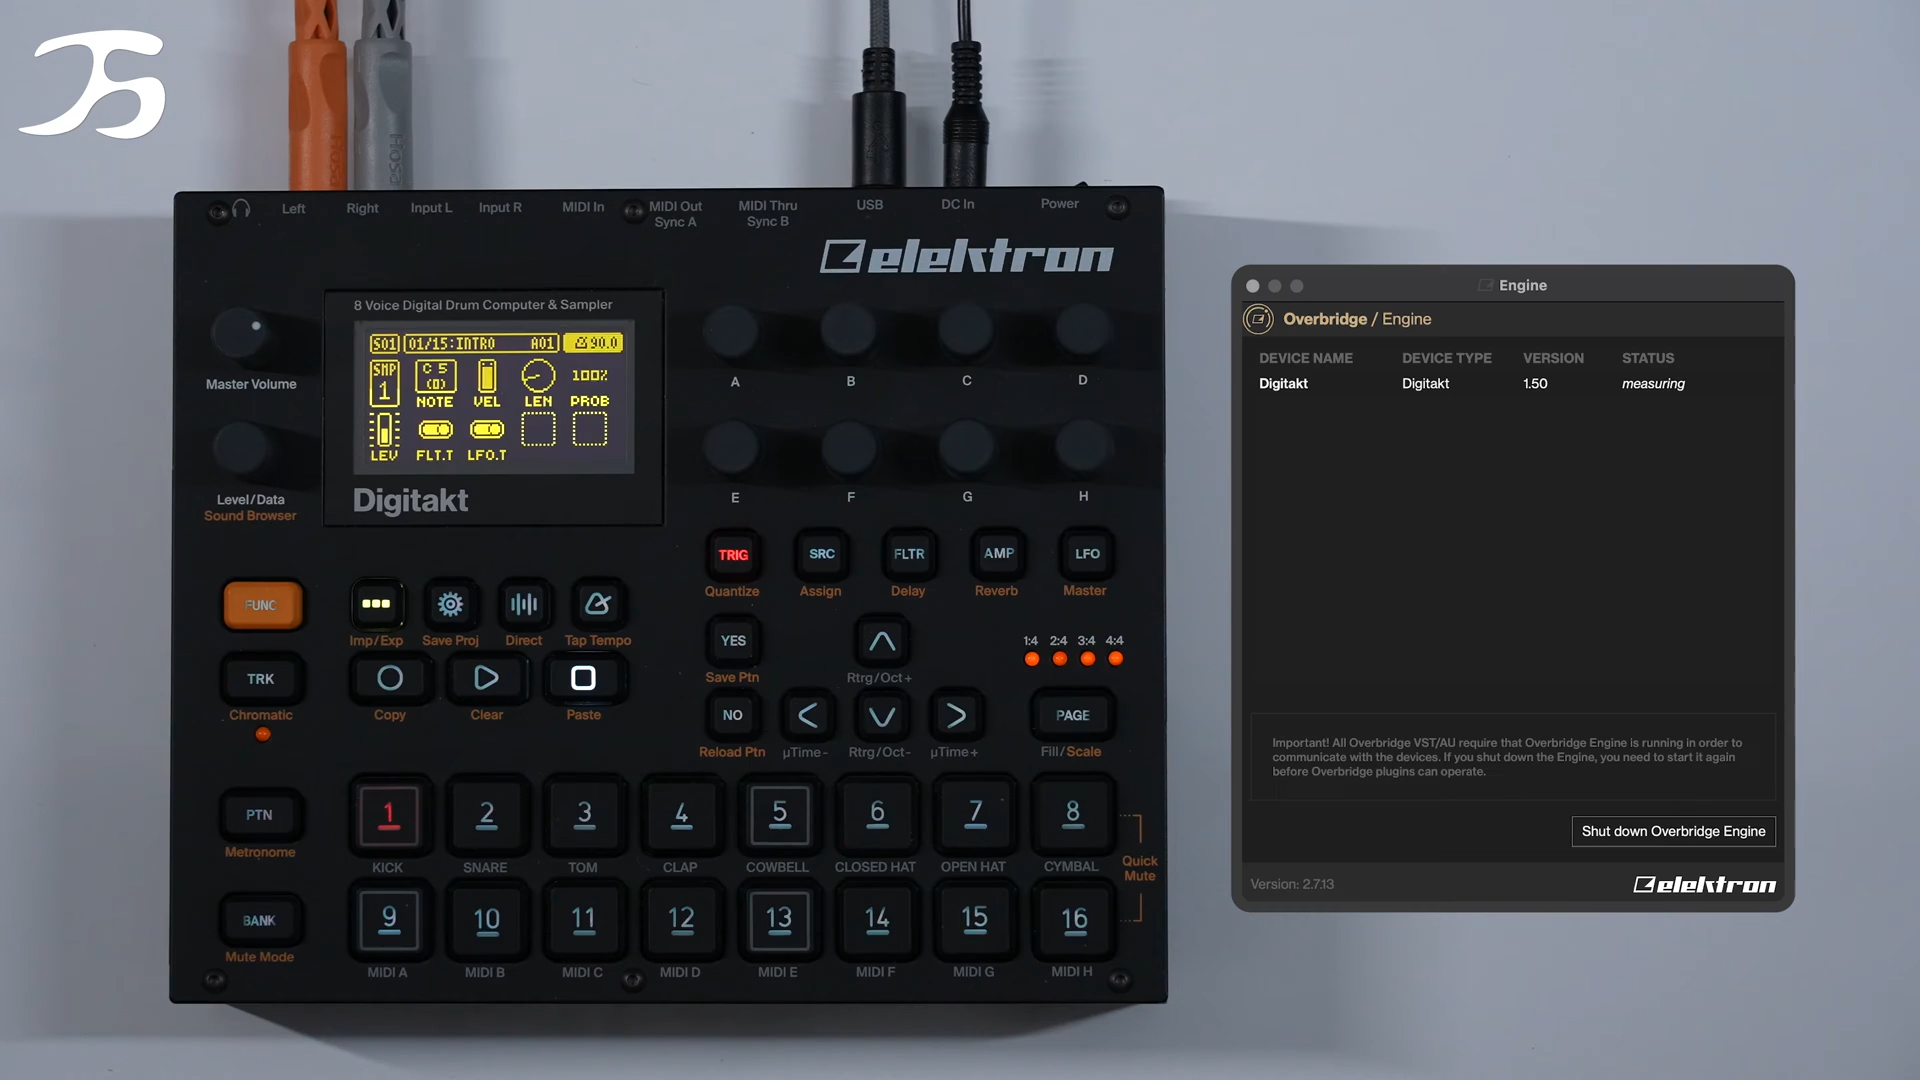 JS
Hosa
Hosa
Left
Right
Input L
Input R
MIDI In
MIDI Out
Sync A
MIDI Thru
Sync B
USB
DC In
Power
elektron
8 Voice Digital Drum Computer & Sampler
S01 01/15:INTRO A01 90.0
SMP
1
C 5
(0)
100%
NOTE VEL LEN PROB
LEV FLT.T LFO.T
Digitakt
Master Volume
Level/Data
Sound Browser
A B C D
E F G H
TRIG SRC FLTR AMP LFO
Quantize Assign Delay Reverb Master
FUNC
Imp/Exp Save Proj Direct Tap Tempo
YES
Save Ptn
Rtrg/Oct+
1:4 2:4 3:4 4:4
TRK
Chromatic
Copy Clear Paste
NO
PAGE
Reload Ptn µTime- Rtrg/Oct- µTime+ Fill/Scale
PTN
Metronome
1 2 3 4 5 6 7 8
KICK SNARE TOM CLAP COWBELL CLOSED HAT OPEN HAT CYMBAL
Quick
Mute
BANK
Mute Mode
9 10 11 12 13 14 15 16
MIDI A MIDI B MIDI C MIDI D MIDI E MIDI F MIDI G MIDI H
Engine
Overbridge / Engine
DEVICE NAME DEVICE TYPE VERSION STATUS
Digitakt Digitakt 1.50 measuring
Important! All Overbridge VST/AU require that Overbridge Engine is running in order to
communicate with the devices. If you shut down the Engine, you need to start it again
before Overbridge plugins can operate.
Shut down Overbridge Engine
Version: 2.7.13
elektron